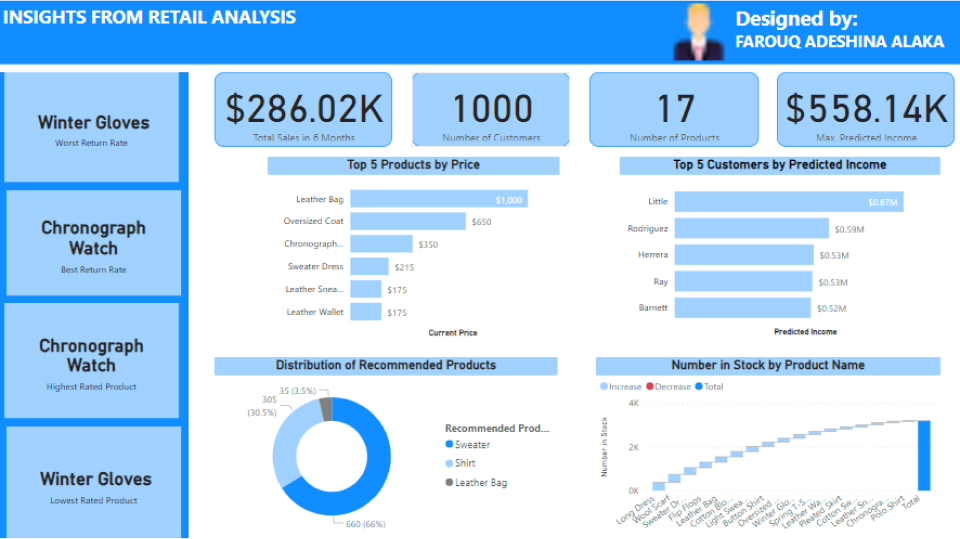 INSIGHTS FROM RETAIL ANALYSIS
Designed by:
FAROUQ ADESHINA ALAKA
Winter Gloves
Worst Return Rate
Chronograph
Watch
Best Return Rate
Chronograph
Watch
Highest Rated Product
Winter Gloves
Lowest Rated Product
$286.02K
Total Sales in 6 Months
1000
Number of Customers
17
Number of Products
$558.14K
Max. Predicted Income
Top 5 Products by Price
Leather Bag $1,000
Oversized Coat $650
Chronograph... $350
Sweater Dress $215
Leather Snea... $175
Leather Wallet $175
Current Price
Top 5 Customers by Predicted Income
Little $0.87M
Rodriguez $0.59M
Herrera $0.53M
Ray $0.53M
Barnett $0.52M
Predicted Income
Distribution of Recommended Products
35 (3.5%)
305
(30.5%)
660 (66%)
Recommended Prod...
Sweater
Shirt
Leather Bag
Number in Stock by Product Name
Increase Decrease Total
Number in Stock
4K
2K
0K
Long Dress
Wool Scarf
Sweater Dr...
Flip Flops
Leather Bag
Cotton Blo...
Light Swea...
Button Shirt
Oversized ...
Winter Glo...
Spring T-S...
Leather Wa...
Pleated Skirt
Cotton Sw...
Leather Sn...
Chronogra...
Polo Shirt
Total